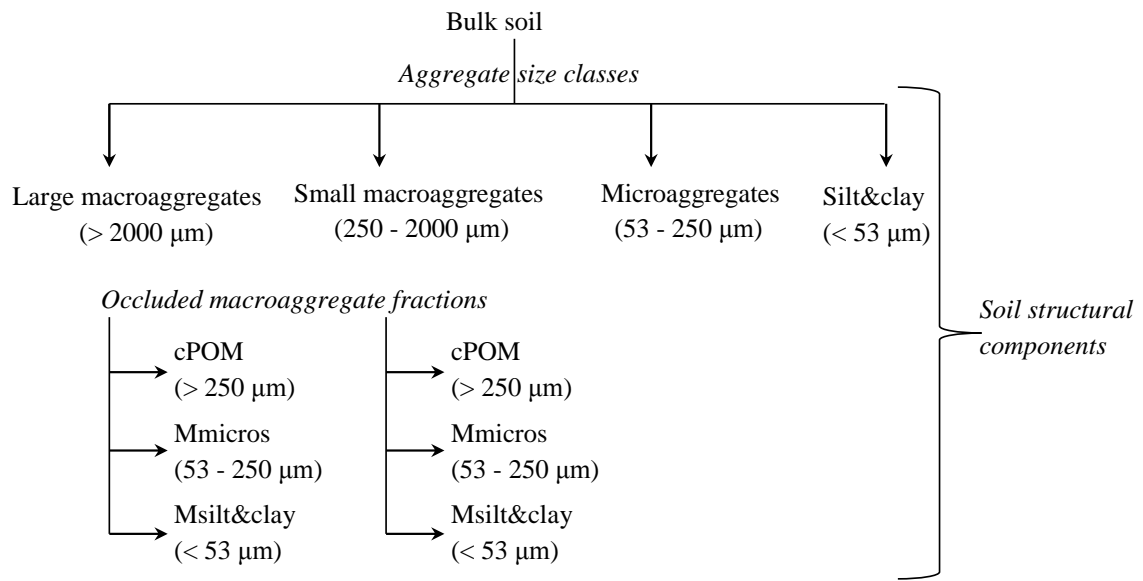 Bulk soil
Aggregate size classes
Large macroaggregates
(> 2000 μm)
Small macroaggregates
(250 - 2000 μm)
Microaggregates
(53 - 250 μm)
Silt&clay
(< 53 μm)
Occluded macroaggregate fractions
cPOM
(> 250 μm)
Mmicros
(53 - 250 μm)
Msilt&clay
(< 53 μm)
cPOM
(> 250 μm)
Mmicros
(53 - 250 μm)
Msilt&clay
(< 53 μm)
Soil structural
components